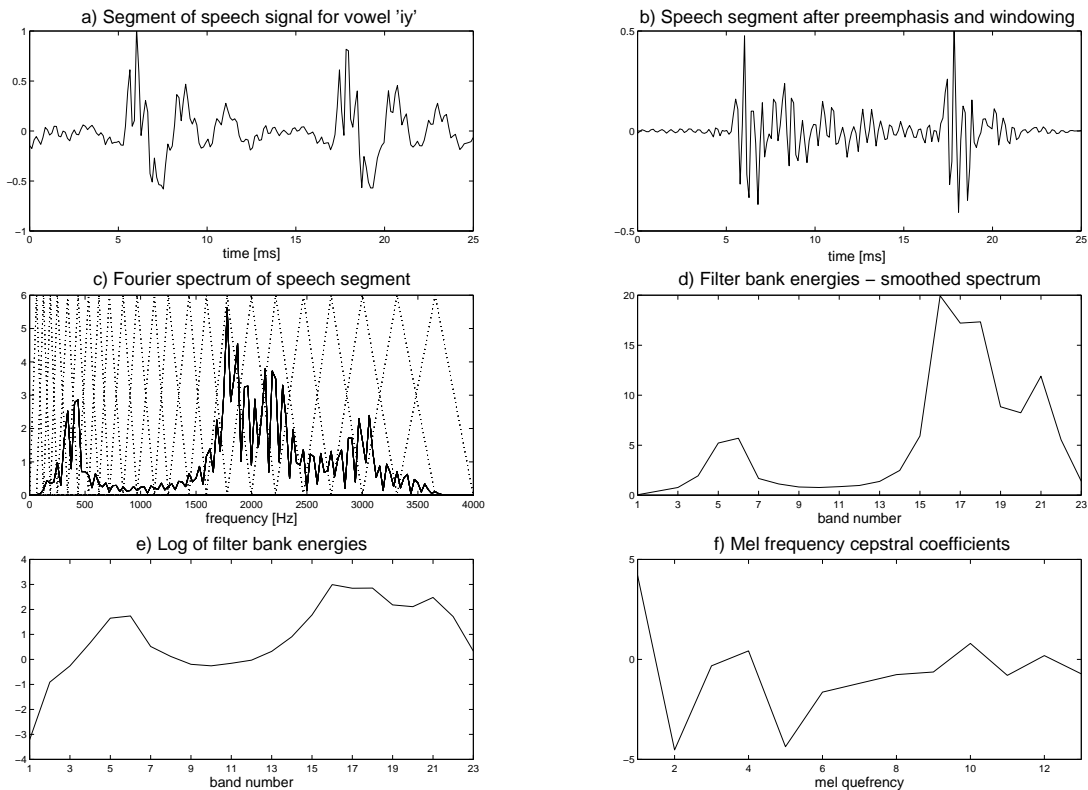 a) Segment of speech signal for vowel 'iy'
1
0.5
0
−0.5
−1
0 5 10 15 20 25
time [ms]
b) Speech segment after preemphasis and windowing
0.5
0
−0.5
0 5 10 15 20 25
time [ms]
c) Fourier spectrum of speech segment
6
5
4
3
2
1
0
0 500 1000 1500 2000 2500 3000 3500 4000
frequency [Hz]
d) Filter bank energies − smoothed spectrum
20
15
10
5
0
1 3 5 7 9 11 13 15 17 19 21 23
band number
e) Log of filter bank energies
4
3
2
1
0
−1
−2
−3
−4
1 3 5 7 9 11 13 15 17 19 21 23
band number
f) Mel frequency cepstral coefficients
5
0
−5
2 4 6 8 10 12
mel quefrency